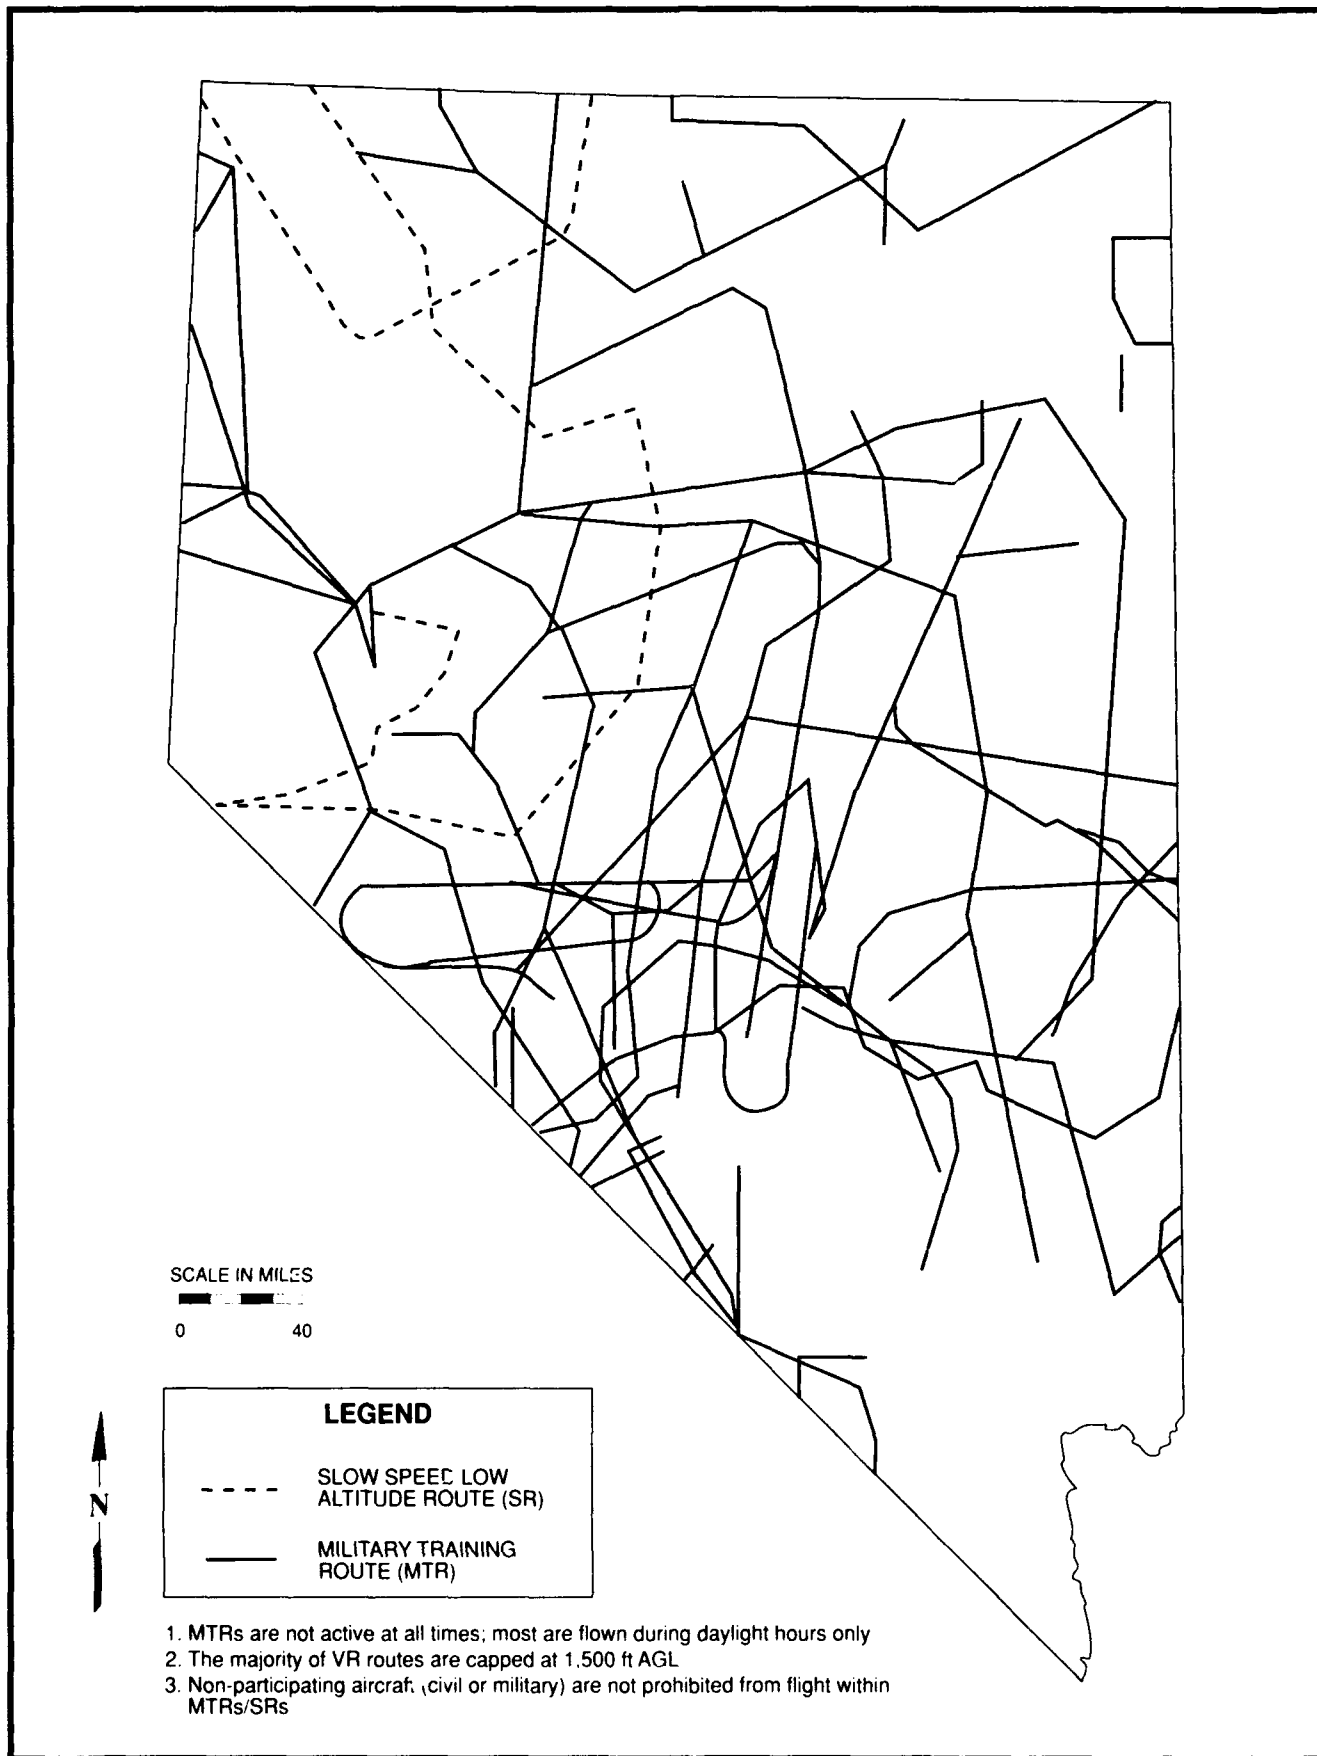 SCALE IN MILES
0 40
LEGEND
SLOW SPEED LOW
ALTITUDE ROUTE (SR)
N
MILITARY TRAINING
ROUTE (MTR)
1. MTRs are not active at all times; most are flown during daylight hours only
2. The majority of VR routes are capped at 1,500 ft AGL
3. Non-participating aircraft (civil or military) are not prohibited from flight within
MTRs/SRs